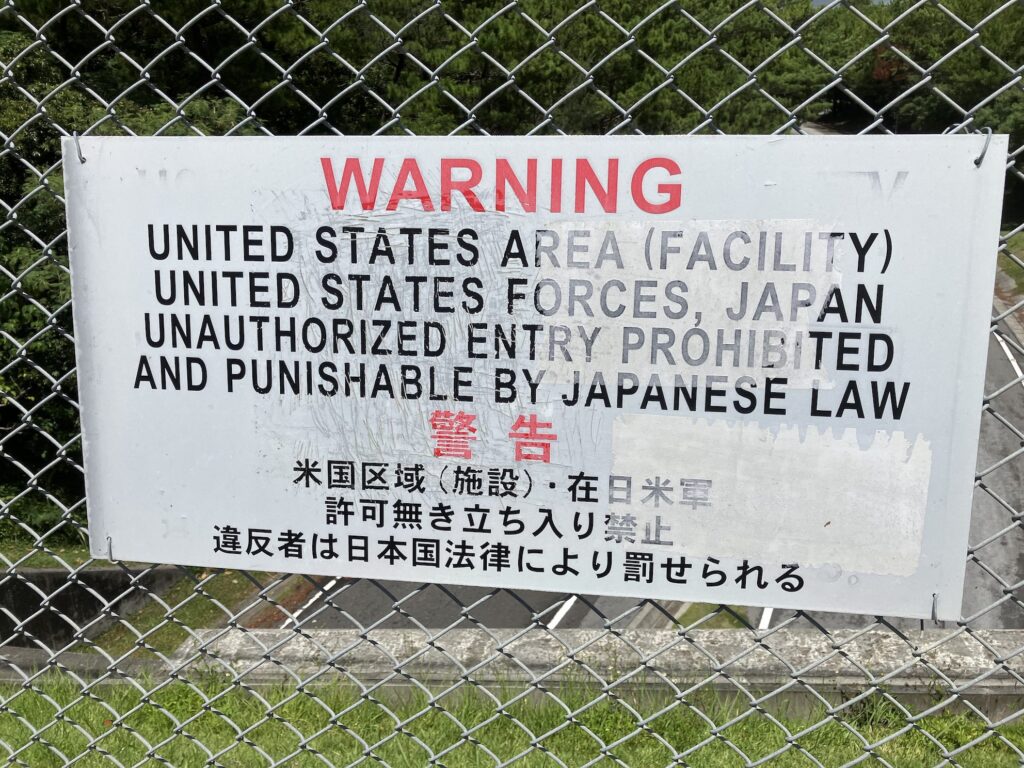 WARNING
UNITED STATES AREA (FACILITY)
UNITED STATES FORCES, JAPAN
UNAUTHORIZED ENTRY PROHIBITED
AND PUNISHABLE BY JAPANESE LAW
警告
米国区域(施設)・在日米軍
許可無き立ち入り禁止
違反者は日本国法律により罰せられる